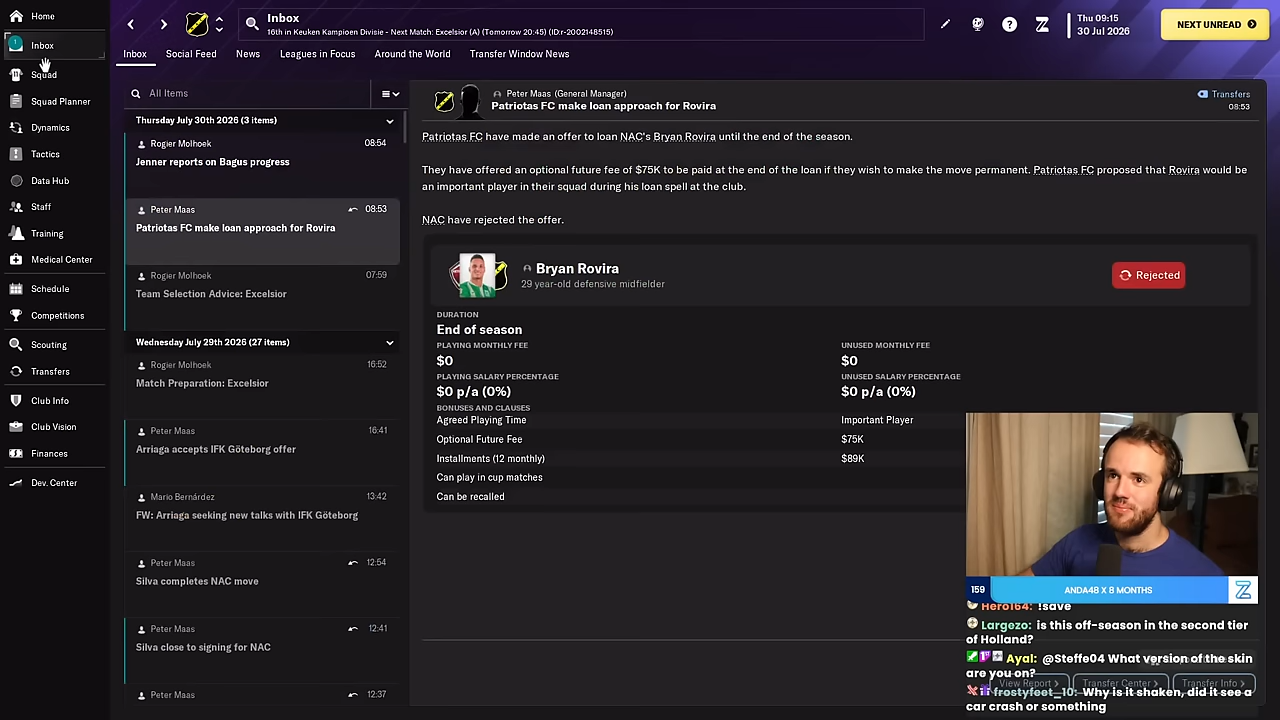 Home
Inbox
Squad
Squad Planner
Dynamics
Tactics
Data Hub
Staff
Training
Medical Center
Schedule
Competitions
Scouting
Transfers
Club Info
Club Vision
Finances
Dev. Center
Inbox
16th in Keuken Kampioen Divisie - Next Match: Excelsior (A) (Tomorrow 20:45) (ID:r-2002148515)
Thu 09:15
30 Jul 2026
NEXT UNREAD
Inbox Social Feed News Leagues in Focus Around the World Transfer Window News
All Items
Thursday July 30th 2026 (3 items)
Rogier Molhoek 08:54
Jenner reports on Bagus progress
Peter Maas 08:53
Patriotas FC make loan approach for Rovira
Rogier Molhoek 07:59
Team Selection Advice: Excelsior
Wednesday July 29th 2026 (27 items)
Rogier Molhoek 16:52
Match Preparation: Excelsior
Peter Maas 16:41
Arriaga accepts IFK Göteborg offer
Mario Bernárdez 13:42
FW: Arriaga seeking new talks with IFK Göteborg
Peter Maas 12:54
Silva completes NAC move
Peter Maas 12:41
Silva close to signing for NAC
Peter Maas 12:37
Peter Maas (General Manager)
Patriotas FC make loan approach for Rovira
Transfers
08:53
Patriotas FC have made an offer to loan NAC's Bryan Rovira until the end of the season.
They have offered an optional future fee of $75K to be paid at the end of the loan if they wish to make the move permanent. Patriotas FC proposed that Rovira would be
an important player in their squad during his loan spell at the club.
NAC have rejected the offer.
Bryan Rovira
29 year-old defensive midfielder
Rejected
DURATION
End of season
PLAYING MONTHLY FEE UNUSED MONTHLY FEE
$0 $0
PLAYING SALARY PERCENTAGE UNUSED SALARY PERCENTAGE
$0 p/a (0%) $0 p/a (0%)
BONUSES AND CLAUSES
Agreed Playing Time Important Player
Optional Future Fee $75K
Installments (12 monthly) $89K
Can play in cup matches
Can be recalled
159 ANDA48 X 8 MONTHS
Hero164: !save
Largezo: is this off-season in the second tier
of Holland?
Ayal: @Steffe04 What version of the skin
are you on?
View Report Transfer Center Transfer Info
frostyfeet_10: Why is it shaken, did it see a
car crash or something